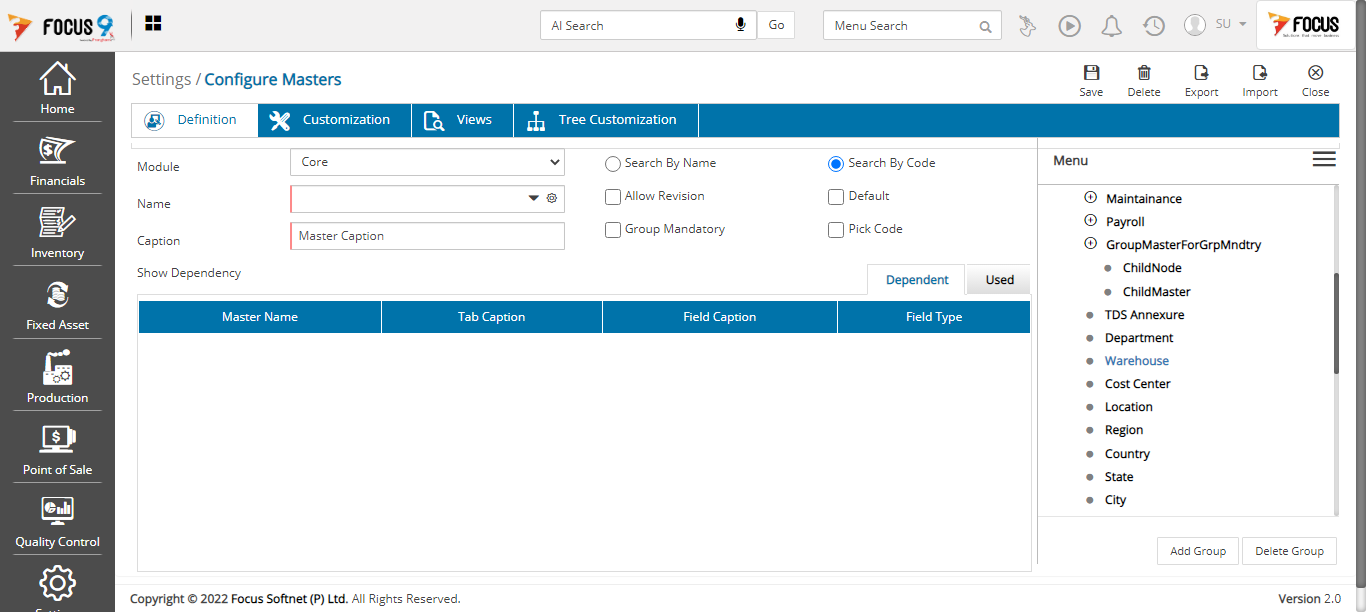 FOCUS 9
AI Search
Go
Menu Search
SU
FOCUS
Home
Financials
Inventory
Fixed Asset
Production
Point of Sale
Quality Control
Settings / Configure Masters
Save
Delete
Export
Import
Close
Definition
Customization
Views
Tree Customization
Module
Core
Search By Name
Search By Code
Name
Allow Revision
Default
Caption
Master Caption
Group Mandatory
Pick Code
Show Dependency
Dependent
Used
Master Name
Tab Caption
Field Caption
Field Type
Menu
Maintainance
Payroll
GroupMasterForGrpMndtry
ChildNode
ChildMaster
TDS Annexure
Department
Warehouse
Cost Center
Location
Region
Country
State
City
Add Group
Delete Group
Copyright © 2022 Focus Softnet (P) Ltd. All Rights Reserved.
Version 2.0